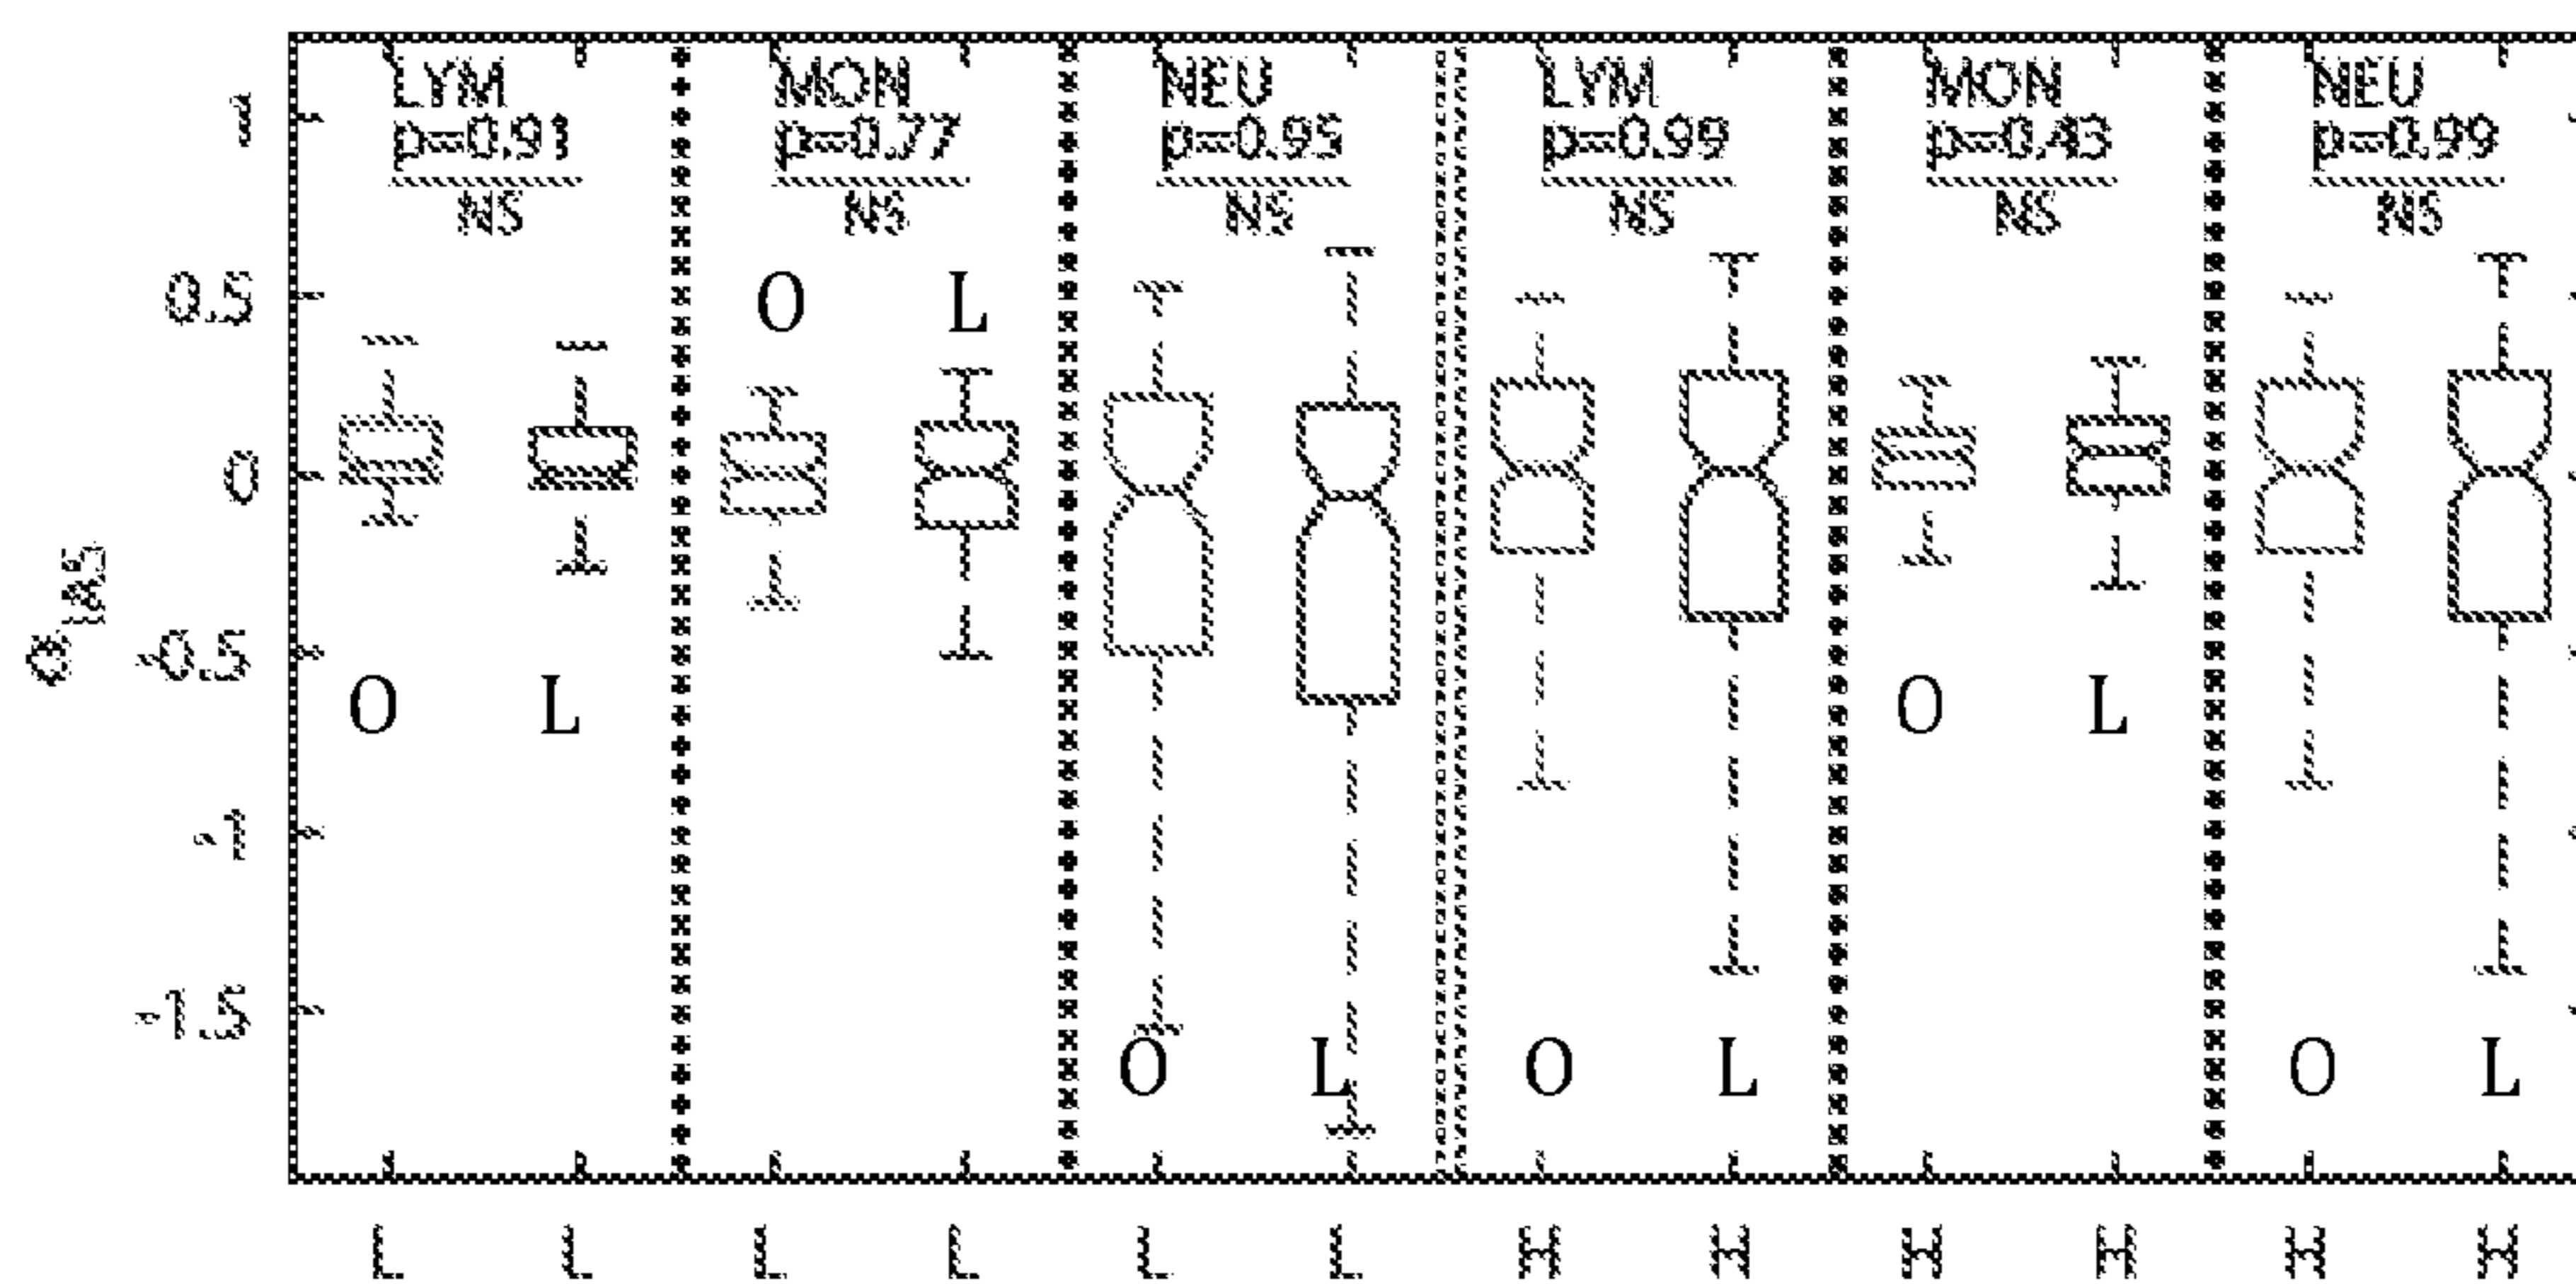 LYM MON NEU LYM MON NEU
p=0.91 p=0.77 p=0.95 p=0.99 p=0.43 p=0.99
NS NS NS NS NS NS
1
0.5
0
-0.5
-1
-1.5
O L
O L O L
O L O L O L
L L L L L L H H H H H H